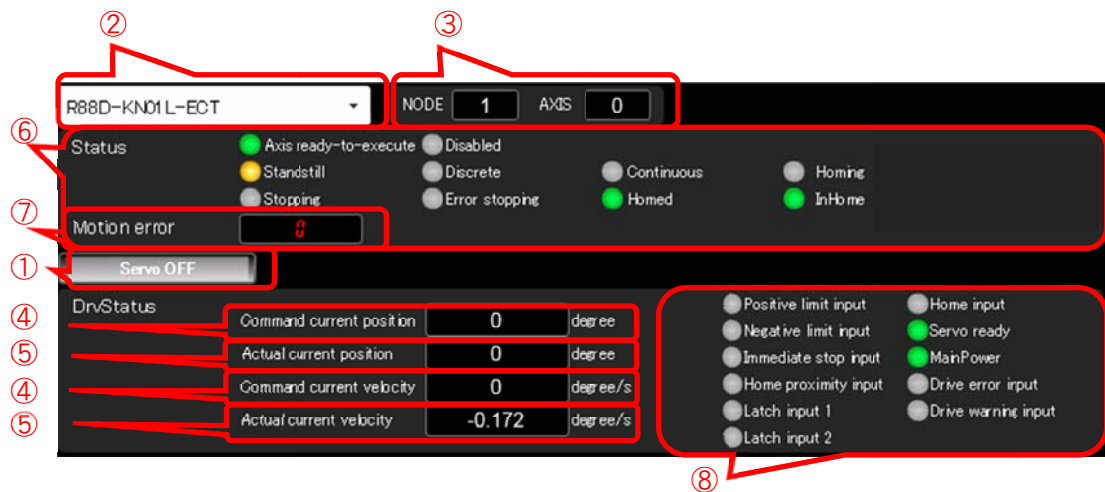 ② ③
R88D-KN01L-ECT NODE 1 AXIS 0
⑥ Status Axis ready-to-execute Disabled
Standstill Discrete Continuous Homing
Stopping Error stopping Homed InHome
⑦ Motion error 0
① Servo OFF
DrvStatus Positive limit input Home input
④ Command current position 0 degree Negative limit input Servo ready
⑤ Actual current position 0 degree Immediate stop input MainPower
④ Command current velocity 0 degree/s Home proximity input Drive error input
⑤ Actual current velocity -0.172 degree/s Latch input 1 Drive warning input
Latch input 2
⑧